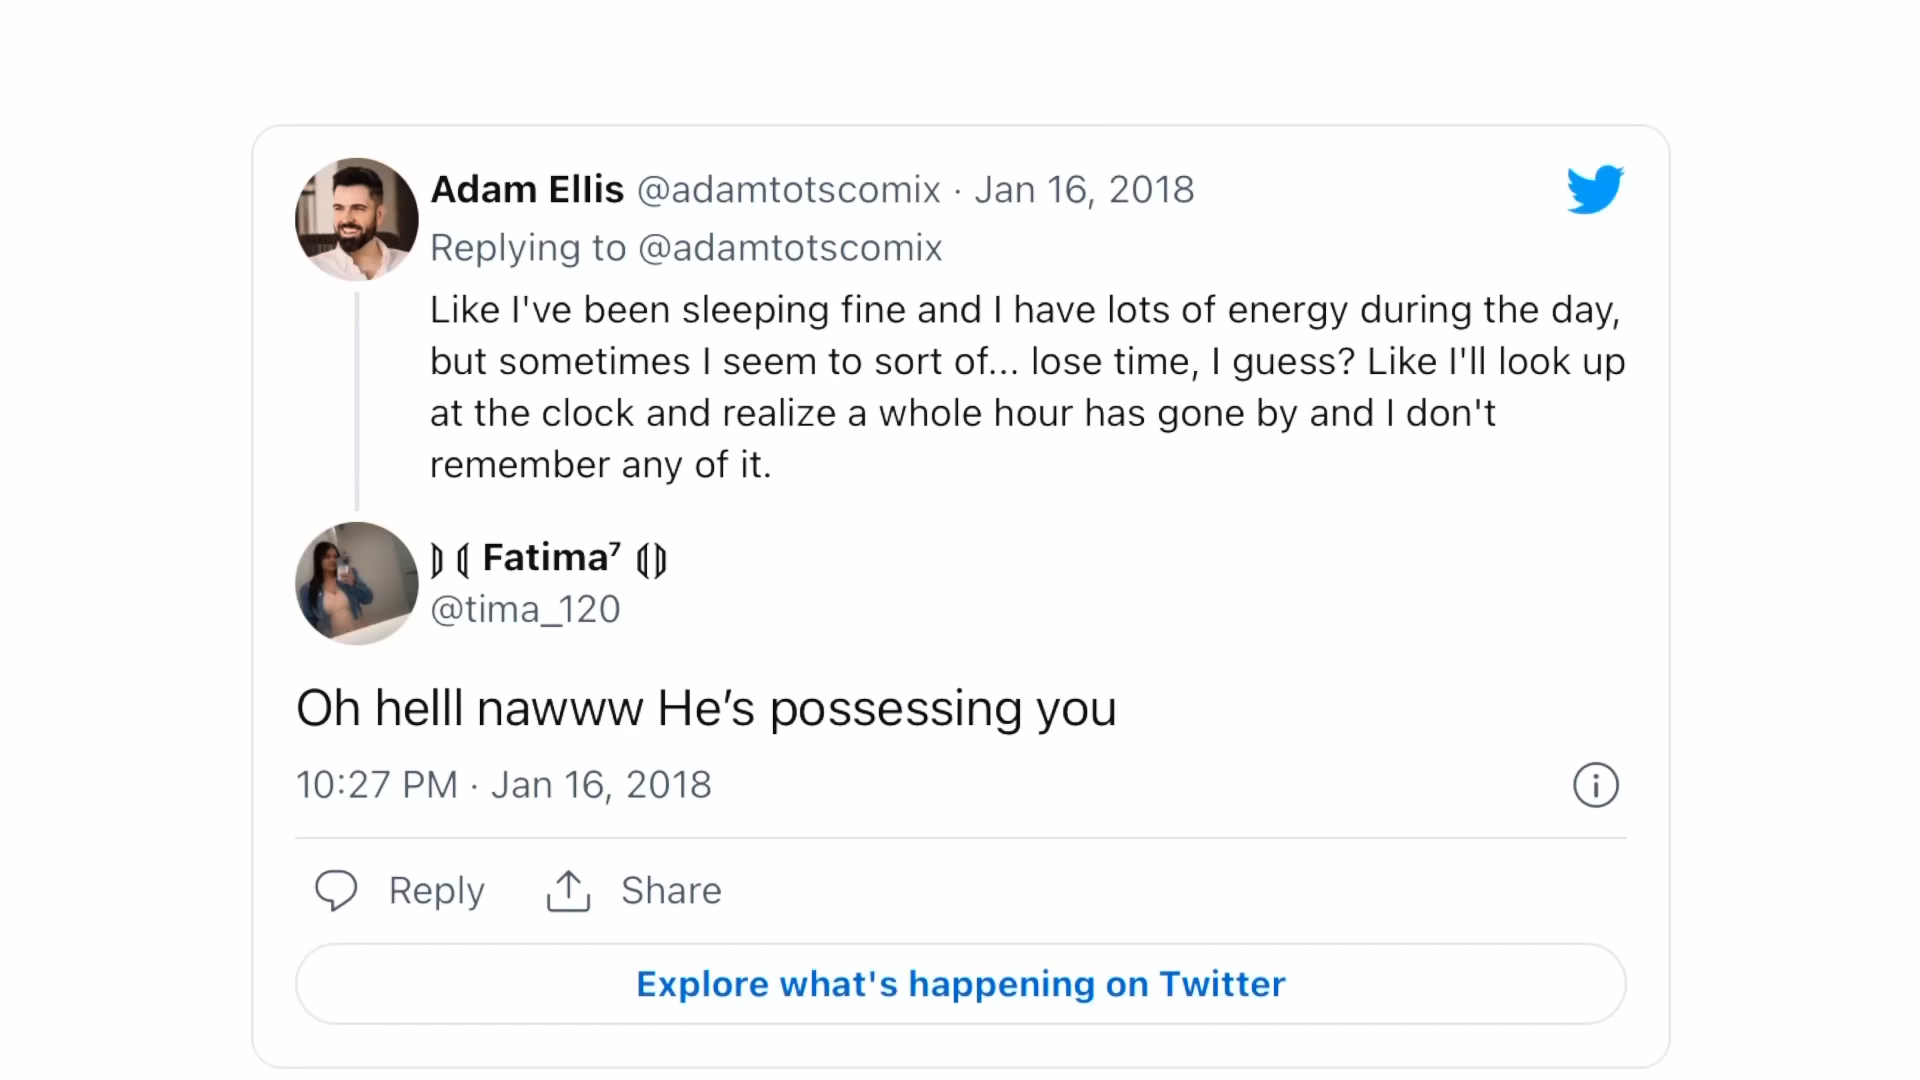 Adam Ellis @adamtotscomix · Jan 16, 2018
Replying to @adamtotscomix
Like I've been sleeping fine and I have lots of energy during the day,
but sometimes I seem to sort of... lose time, I guess? Like I'll look up
at the clock and realize a whole hour has gone by and I don't
remember any of it.
⟭⟬ Fatima⁷ ⟬⟭
@tima_120
Oh helll nawww He’s possessing you
10:27 PM · Jan 16, 2018
Reply Share
Explore what's happening on Twitter